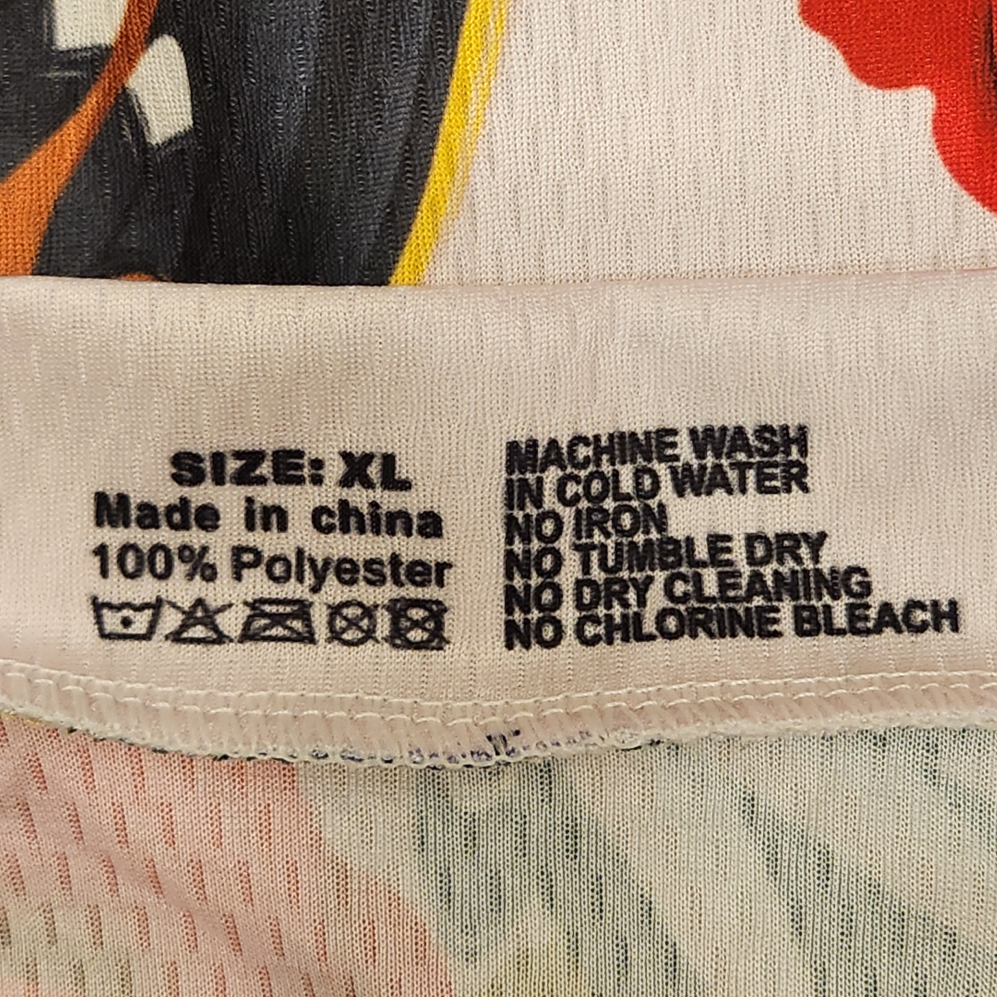 SIZE: XL
Made in china
100% Polyester
MACHINE WASH
IN COLD WATER
NO IRON
NO TUMBLE DRY
NO DRY CLEANING
NO CHLORINE BLEACH